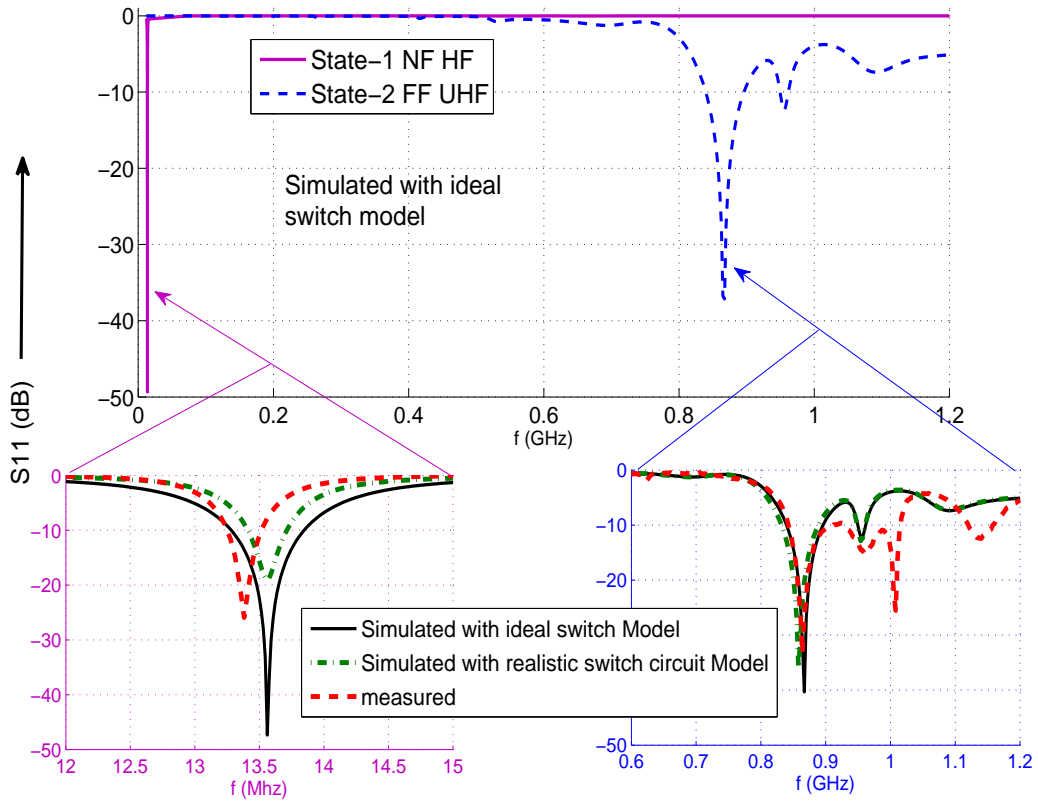 S11 (dB)
0
−10
−20
−30
−40
−50
State−1 NF HF
State−2 FF UHF
Simulated with ideal
switch model
0 0.2 0.4 0.6 0.8 1 1.2
f (GHz)
0
−10
−20
−30
−40
−50
12 12.5 13 13.5 14 14.5 15
f (Mhz)
0
−10
−20
−50
0.6 0.7 0.8 0.9 1 1.1 1.2
f (GHz)
Simulated with ideal switch Model
Simulated with realistic switch circuit Model
measured